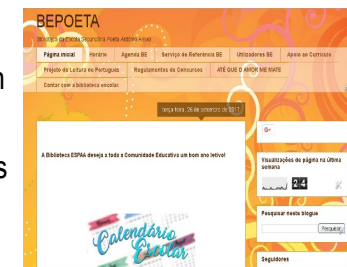 BEPOETA
Biblioteca da Escola Secundária Poeta António Aleixo
Página inicial Horário Agenda BE Serviço de Referência BE Utilizadores BE Apoio ao Currículo
Projeto de Leitura de Português Regulamentos de Concursos ATÉ QUE O AMOR ME MATE
Contar com a biblioteca escolar
terça-feira, 26 de setembro de 2017
A Biblioteca ESPAA deseja a toda a Comunidade Educativa um bom ano letivo!
Calendário
Escolar
G+
Visualizações de página na última
semana
24
Pesquisar neste blogue
Pesquisar
Seguidores